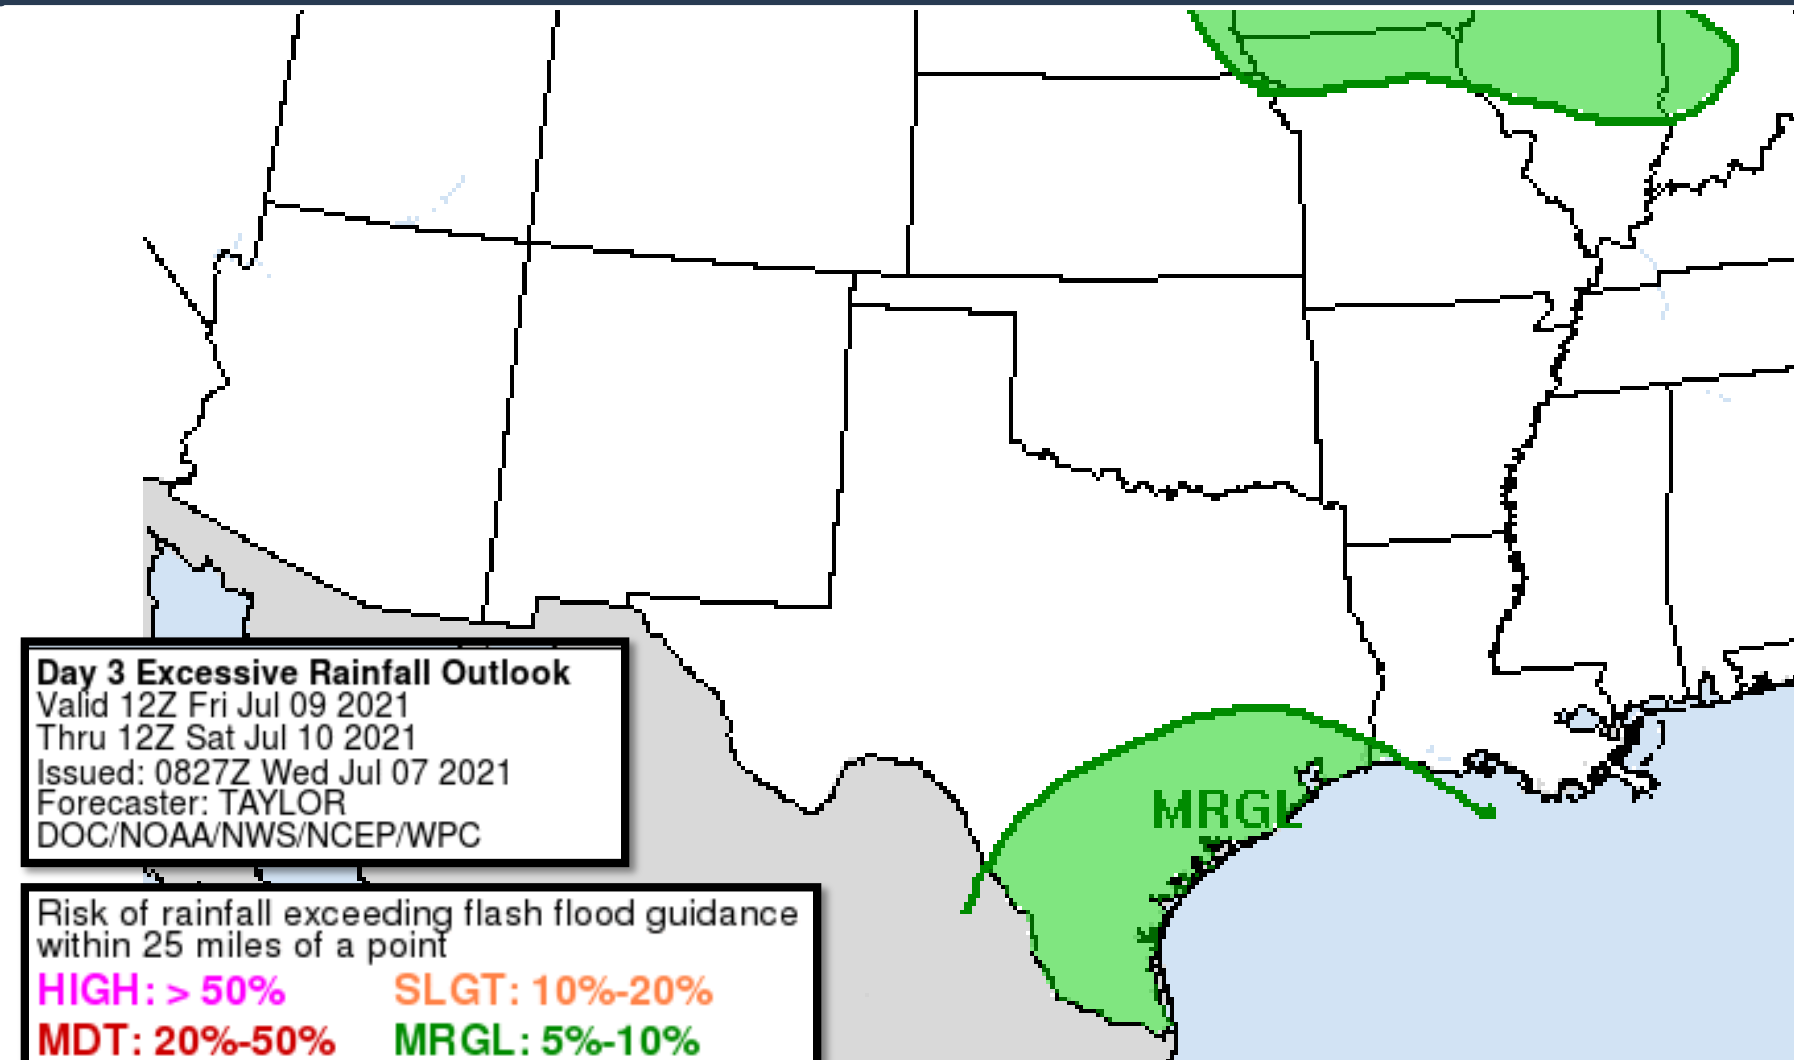 MRGL
Day 3 Excessive Rainfall Outlook
Valid 12Z Fri Jul 09 2021
Thru 12Z Sat Jul 10 2021
Issued: 0827Z Wed Jul 07 2021
Forecaster: TAYLOR
DOC/NOAA/NWS/NCEP/WPC
Risk of rainfall exceeding flash flood guidance
within 25 miles of a point
HIGH: > 50% SLGT: 10%-20%
MDT: 20%-50% MRGL: 5%-10%